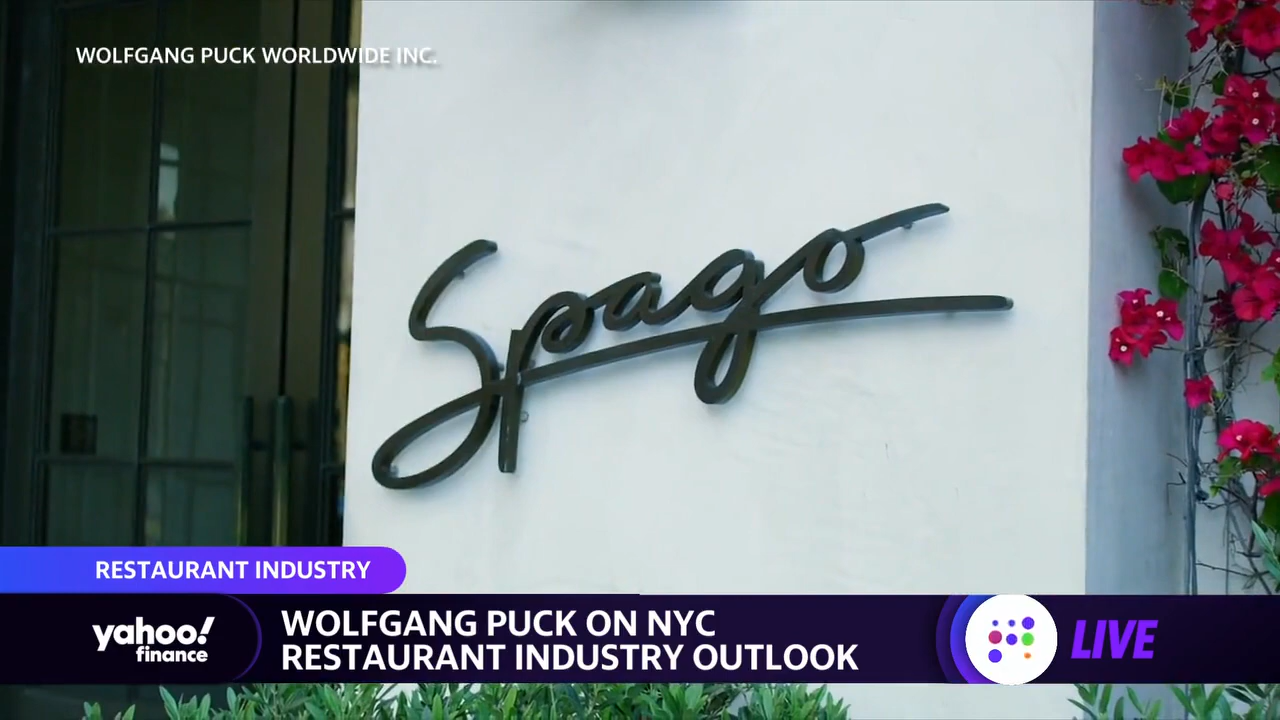 WOLFGANG PUCK WORLDWIDE INC.
Spago
RESTAURANT INDUSTRY
yahoo!
finance
WOLFGANG PUCK ON NYC
RESTAURANT INDUSTRY OUTLOOK
LIVE